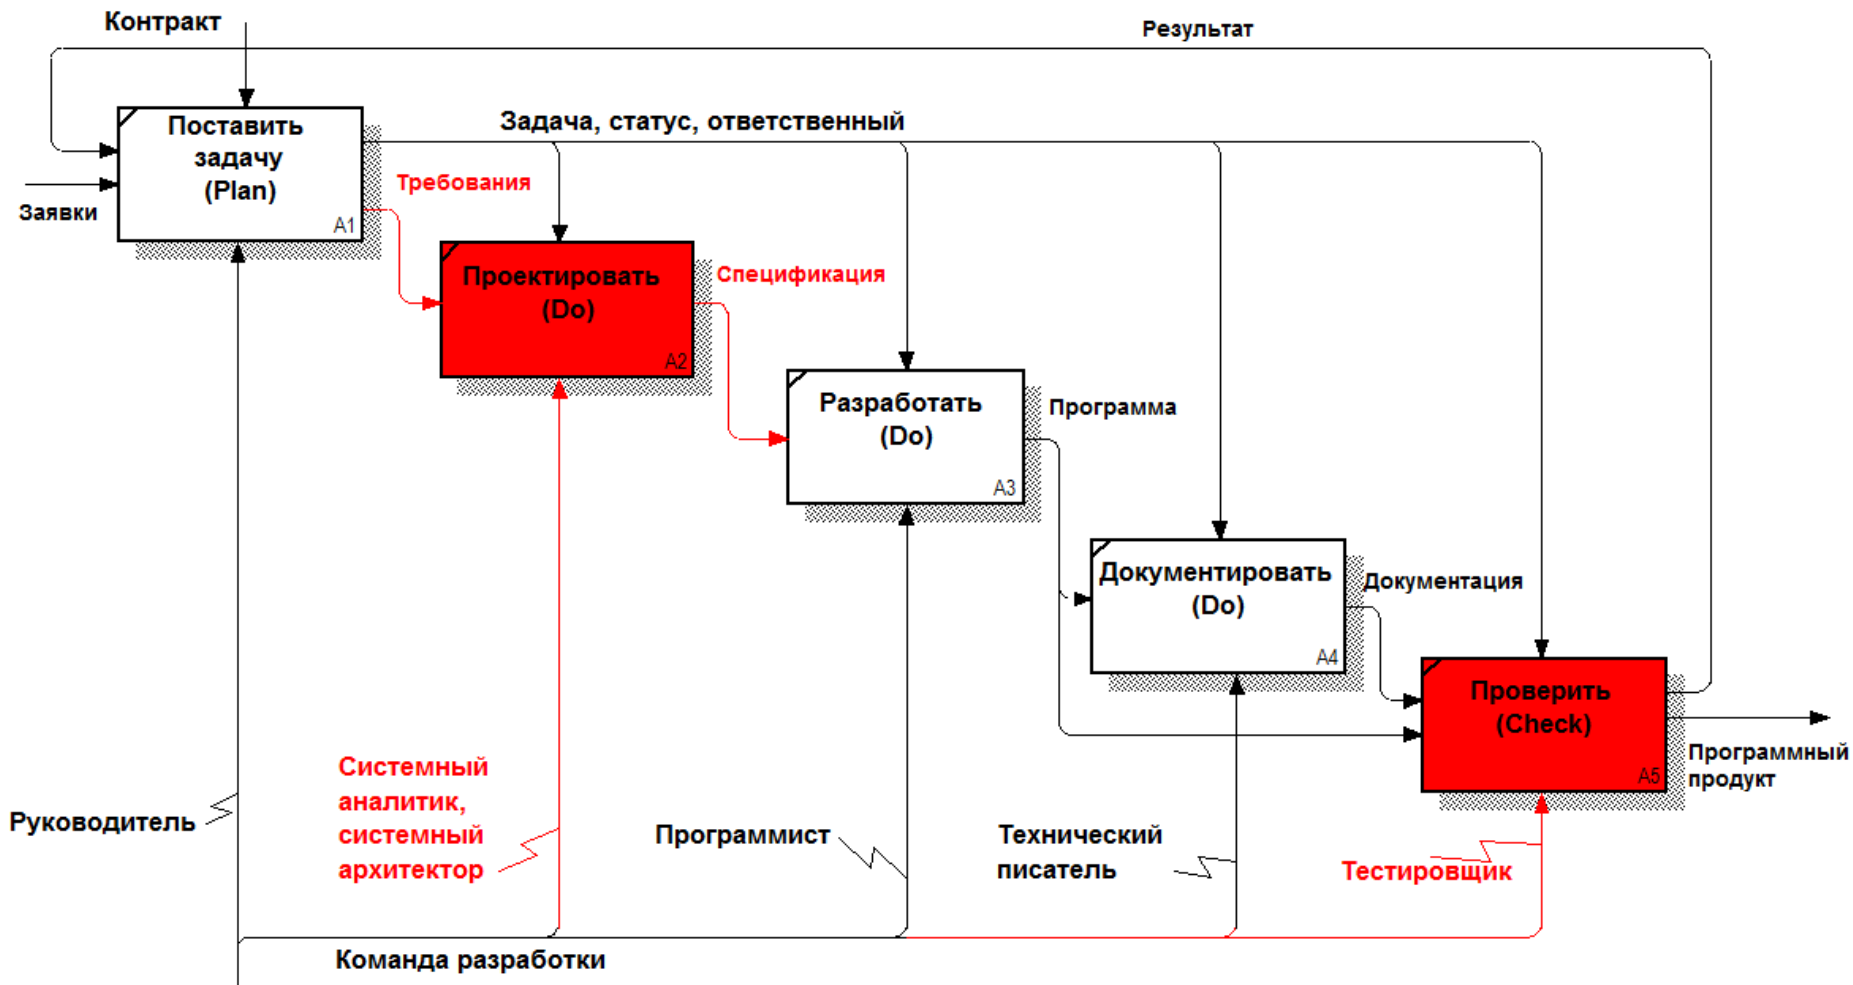 Контракт
Результат
Поставить
задачу
(Plan)
A1
Задача, статус, ответственный
Требования
Заявки
Проектировать
(Do)
A2
Спецификация
Разработать
(Do)
A3
Программа
Документировать
(Do)
A4
Документация
Проверить
(Check)
A5
Программный
продукт
Руководитель
Системный
аналитик,
системный
архитектор
Программист
Технический
писатель
Тестировщик
Команда разработки